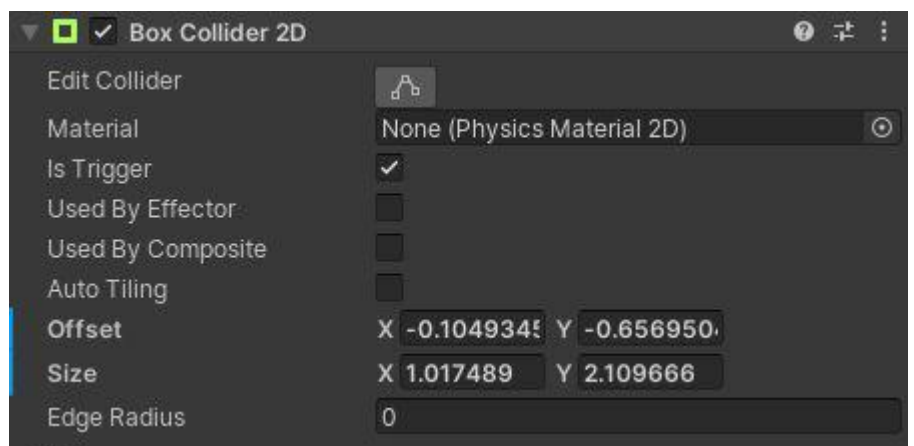 Box Collider 2D
Edit Collider
Material None (Physics Material 2D)
Is Trigger
Used By Effector
Used By Composite
Auto Tiling
Offset X -0.1049345 Y -0.6569504
Size X 1.017489 Y 2.109666
Edge Radius 0